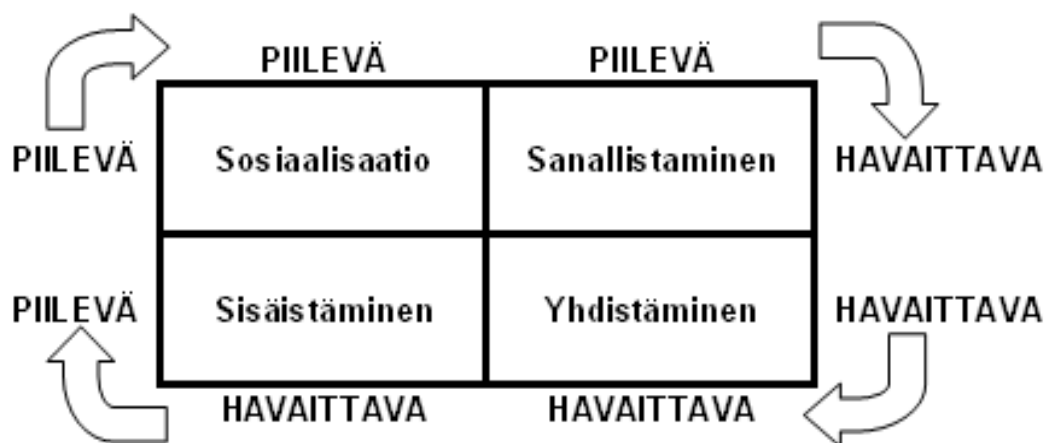 PIILEVÄ PIILEVÄ
PIILEVÄ Sosiaalisaatio Sanallistaminen HAVAITTAVA
PIILEVÄ Sisäistäminen Yhdistäminen HAVAITTAVA
HAVAITTAVA HAVAITTAVA